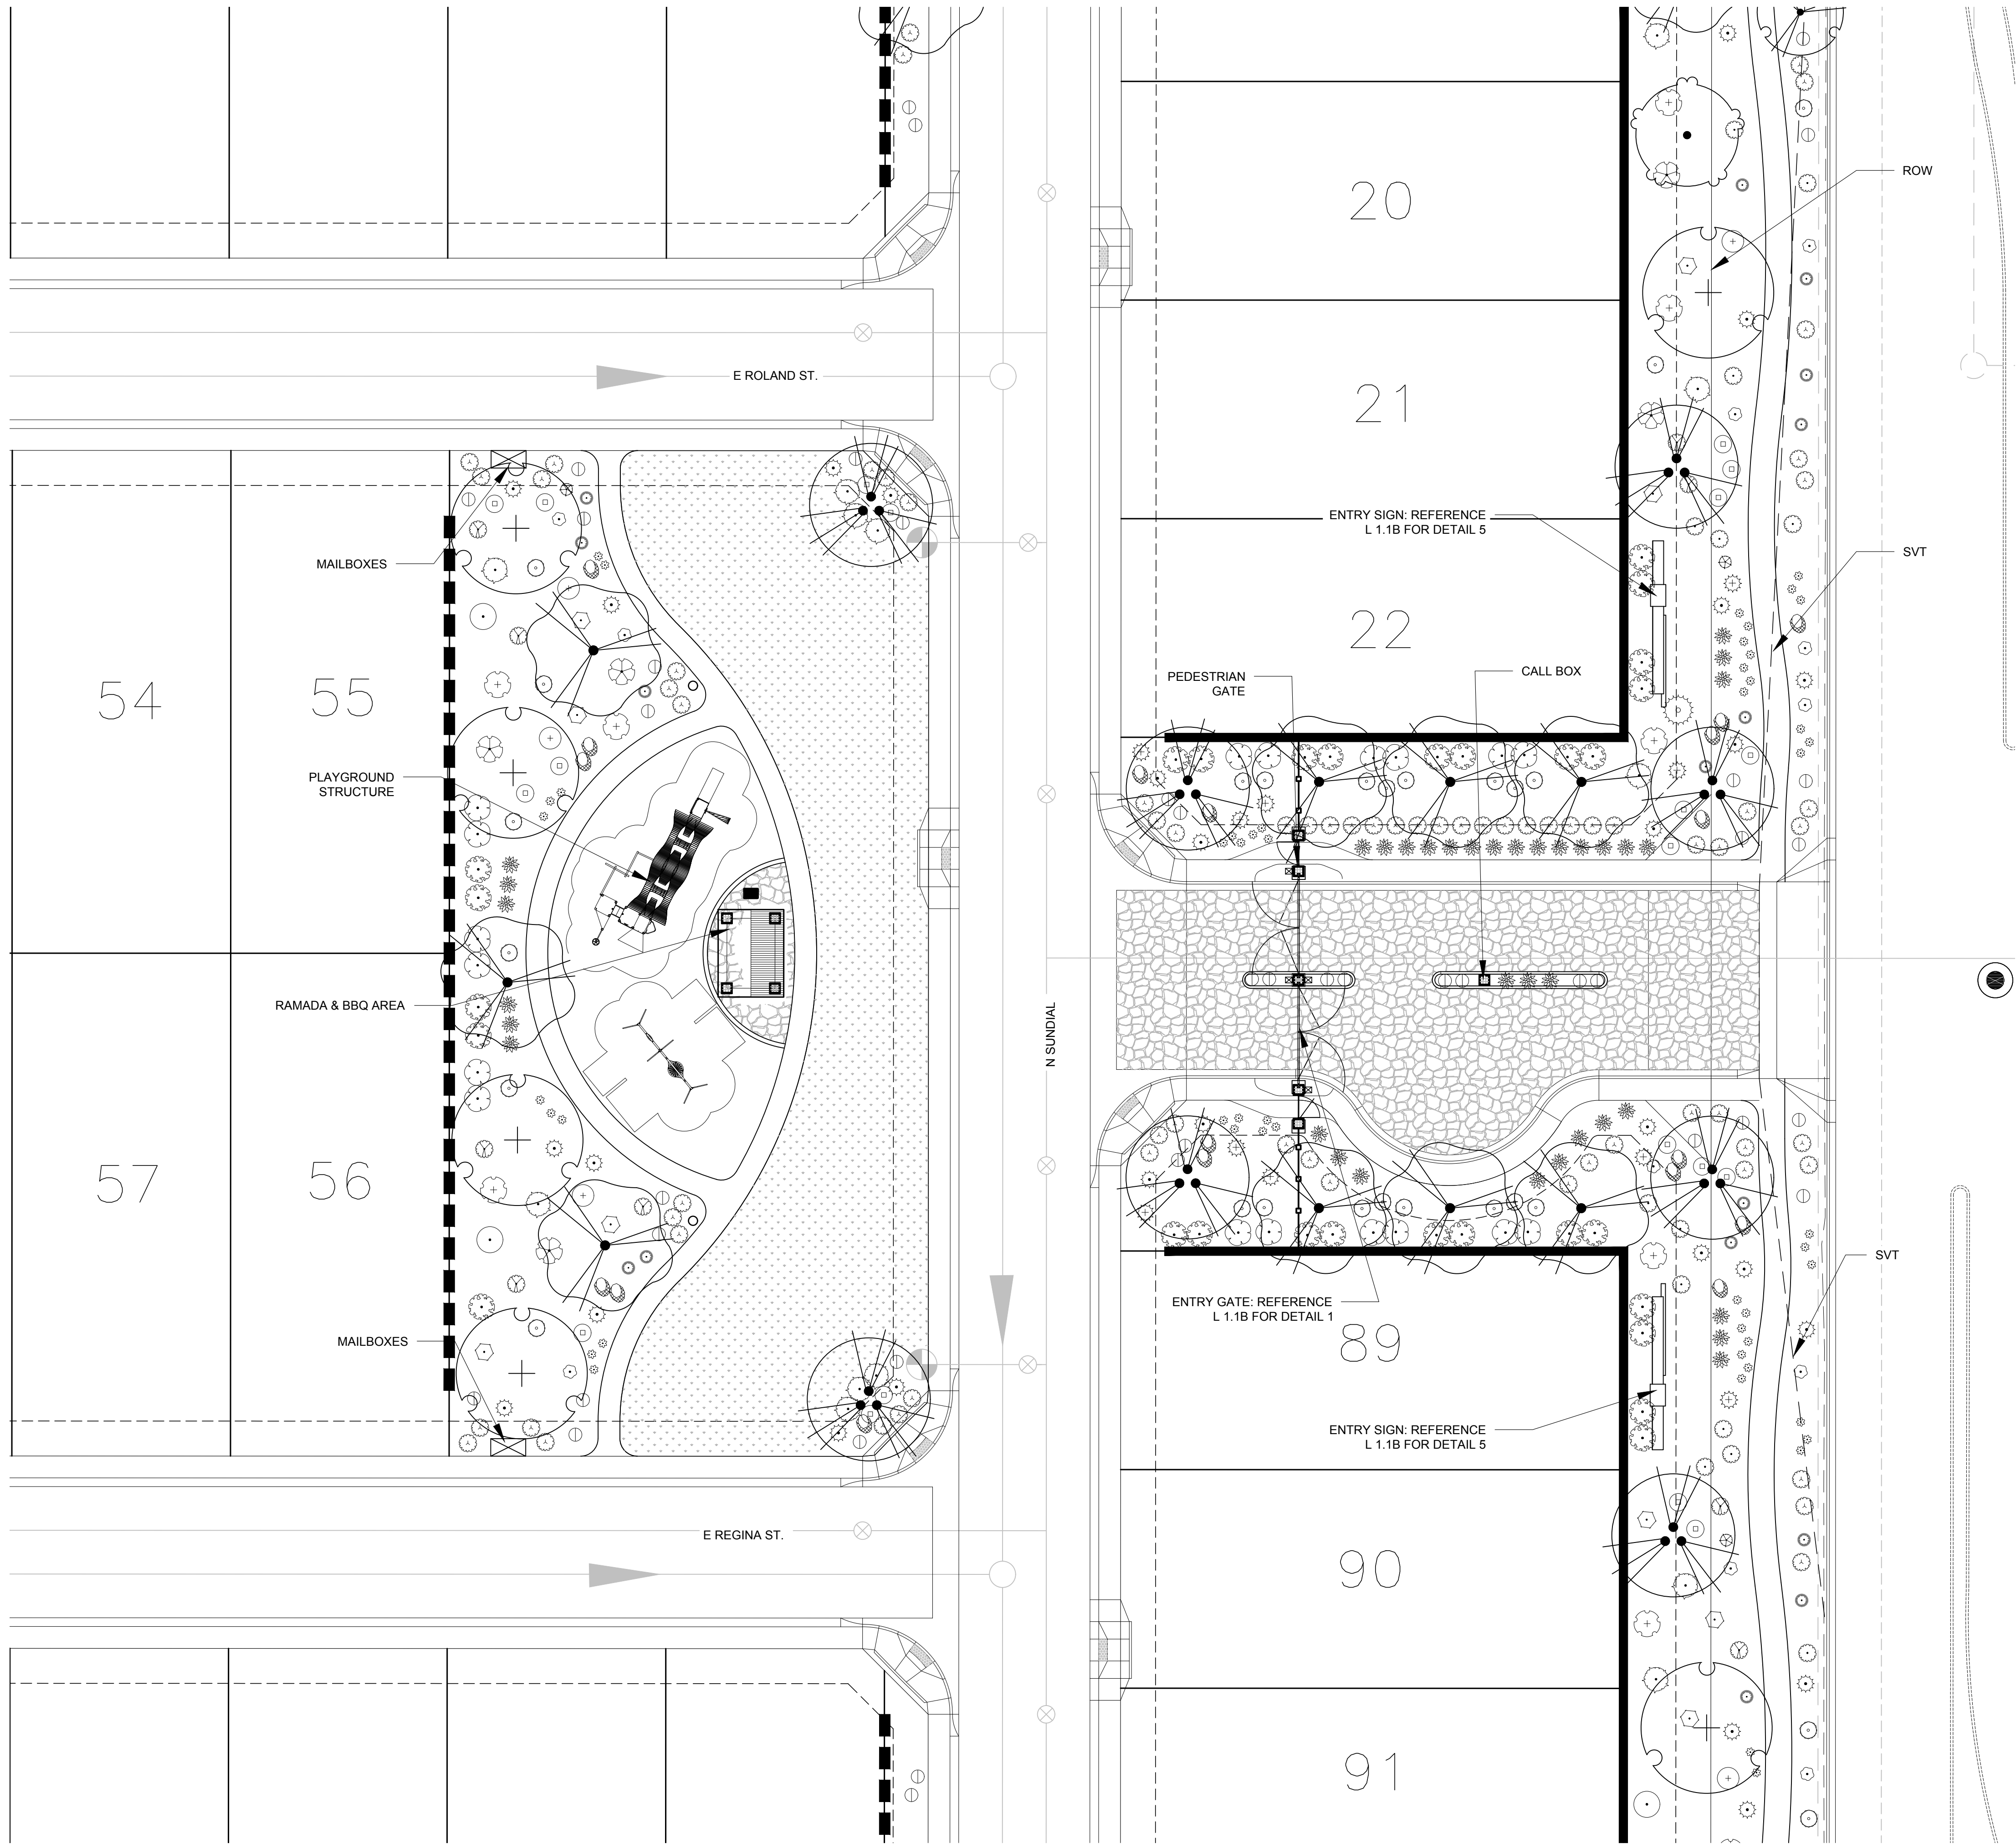 20
ROW
E ROLAND ST.
21
ENTRY SIGN: REFERENCE
L 1.1B FOR DETAIL 5
MAILBOXES
SVT
22
54
55
PEDESTRIAN
GATE
CALL BOX
PLAYGROUND
STRUCTURE
RAMADA & BBQ AREA
N SUNDIAL
57
56
SVT
ENTRY GATE: REFERENCE
L 1.1B FOR DETAIL 1
89
MAILBOXES
ENTRY SIGN: REFERENCE
L 1.1B FOR DETAIL 5
E REGINA ST.
90
91